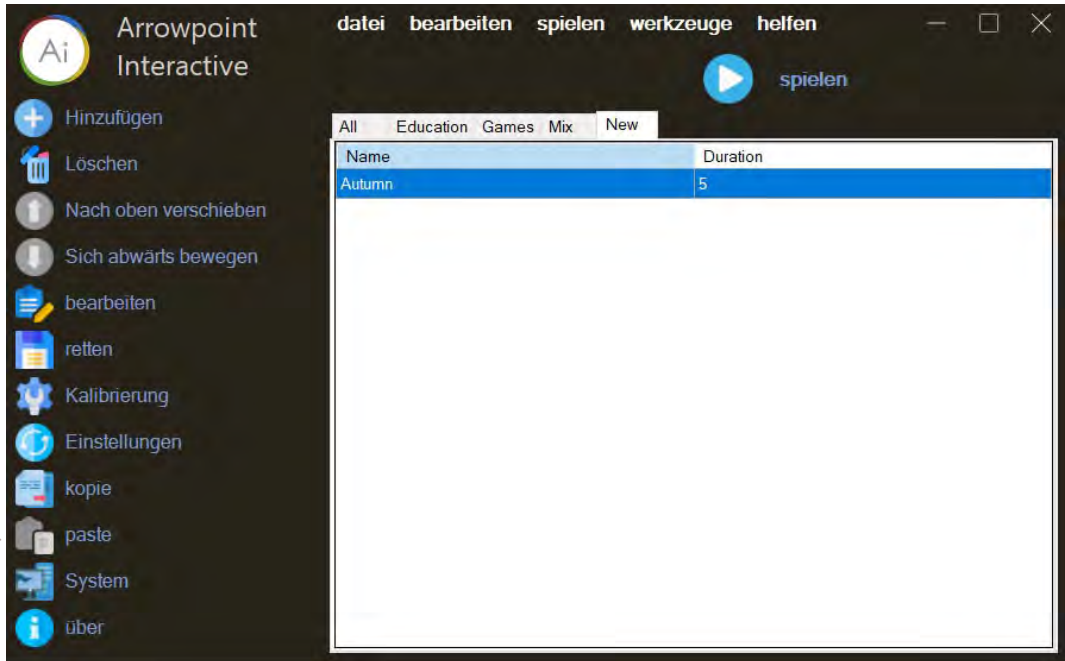 Ai
Arrowpoint
Interactive
datei bearbeiten spielen werkzeuge helfen
spielen
Hinzufügen
Löschen
Nach oben verschieben
Sich abwärts bewegen
bearbeiten
retten
Kalibrierung
Einstellungen
kopie
paste
System
über
All Education Games Mix New
Name Duration
Autumn 5